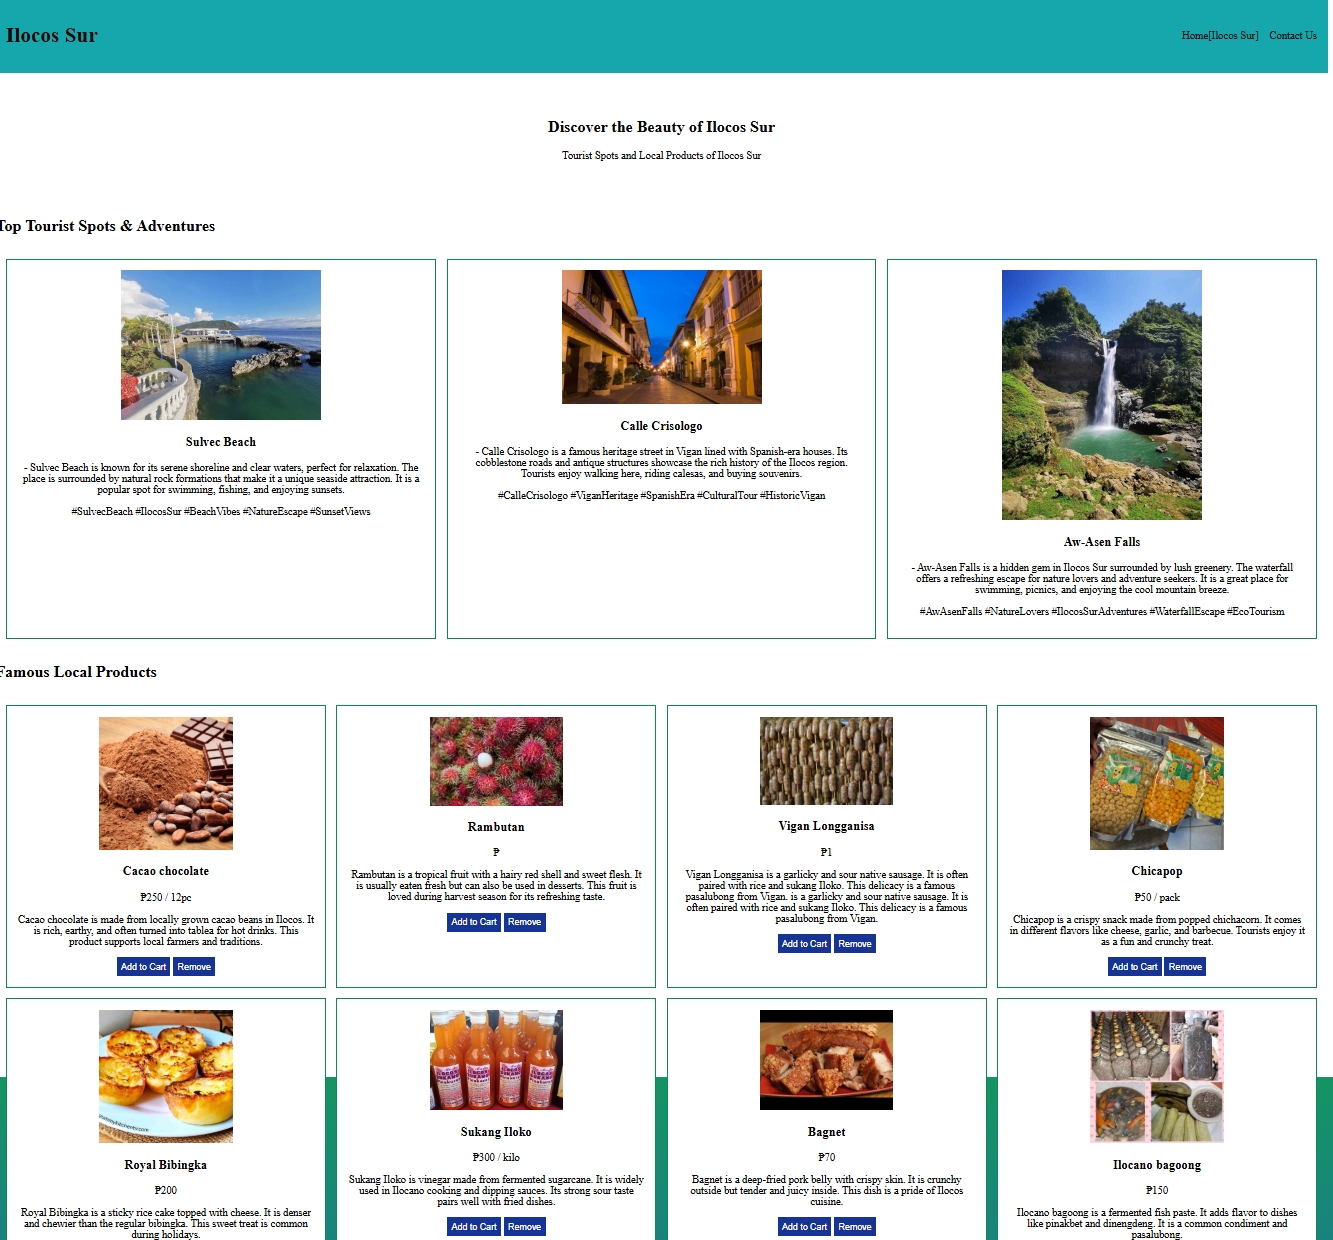 Ilocos Sur
Home[Ilocos Sur] Contact Us
Discover the Beauty of Ilocos Sur
Tourist Spots and Local Products of Ilocos Sur
Top Tourist Spots & Adventures
Sulvec Beach
- Sulvec Beach is known for its serene shoreline and clear waters, perfect for relaxation. The
place is surrounded by natural rock formations that make it a unique seaside attraction. It is a
popular spot for swimming, fishing, and enjoying sunsets.
#SulvecBeach #IlocosSur #BeachVibes #NatureEscape #SunsetViews
Calle Crisologo
- Calle Crisologo is a famous heritage street in Vigan lined with Spanish-era houses. Its
cobblestone roads and antique structures showcase the rich history of the Ilocos region.
Tourists enjoy walking here, riding calesas, and buying souvenirs.
#CalleCrisologo #ViganHeritage #SpanishEra #CulturalTour #HistoricVigan
Aw-Asen Falls
- Aw-Asen Falls is a hidden gem in Ilocos Sur surrounded by lush greenery. The waterfall
offers a refreshing escape for nature lovers and adventure seekers. It is a great place for
swimming, picnics, and enjoying the cool mountain breeze.
#AwAsenFalls #NatureLovers #IlocosSurAdventures #WaterfallEscape #EcoTourism
Famous Local Products
Cacao chocolate
₱250 / 12pc
Cacao chocolate is made from locally grown cacao beans in Ilocos. It
is rich, earthy, and often turned into tablea for hot drinks. This
product supports local farmers and traditions.
Add to Cart Remove
Rambutan
₱
Rambutan is a tropical fruit with a hairy red shell and sweet flesh. It
is usually eaten fresh but can also be used in desserts. This fruit is
loved during harvest season for its refreshing taste.
Add to Cart Remove
Vigan Longganisa
₱1
Vigan Longganisa is a garlicky and sour native sausage. It is often
paired with rice and sukang Iloko. This delicacy is a famous
pasalubong from Vigan. is a garlicky and sour native sausage. It is
often paired with rice and sukang Iloko. This delicacy is a famous
pasalubong from Vigan.
Add to Cart Remove
Chicapop
₱50 / pack
Chicapop is a crispy snack made from popped chichacorn. It comes
in different flavors like cheese, garlic, and barbecue. Tourists enjoy it
as a fun and crunchy treat.
Add to Cart Remove
Royal Bibingka
₱200
Royal Bibingka is a sticky rice cake topped with cheese. It is denser
and chewier than the regular bibingka. This sweet treat is common
during holidays.
Sukang Iloko
₱300 / kilo
Sukang Iloko is vinegar made from fermented sugarcane. It is widely
used in Ilocano cooking and dipping sauces. Its strong sour taste
pairs well with fried dishes.
Add to Cart Remove
Bagnet
₱70
Bagnet is a deep-fried pork belly with crispy skin. It is crunchy
outside but tender and juicy inside. This dish is a pride of Ilocos
cuisine.
Add to Cart Remove
Ilocano bagoong
₱150
Ilocano bagoong is a fermented fish paste. It adds flavor to dishes
like pinakbet and dinengdeng. It is a common condiment and
pasalubong.